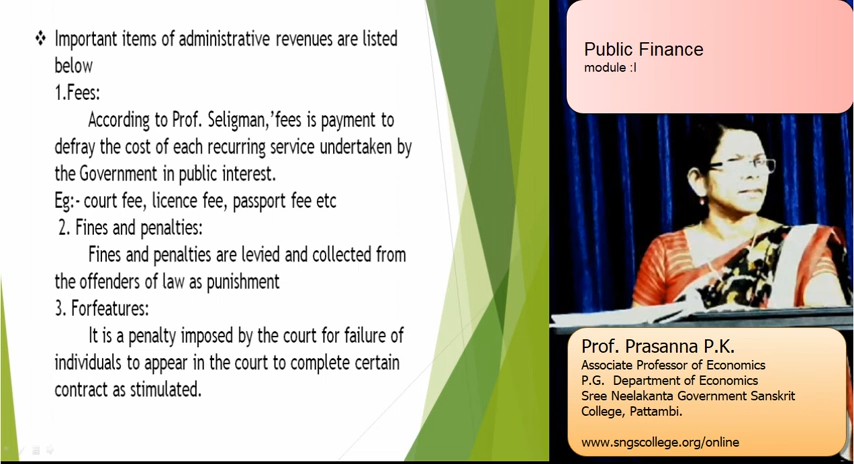 ❖ Important items of administrative revenues are listed
below
1.Fees:
According to Prof. Seligman,’fees is payment to
defray the cost of each recurring service undertaken by
the Government in public interest.
Eg:- court fee, licence fee, passport fee etc
2. Fines and penalties:
Fines and penalties are levied and collected from
the offenders of law as punishment
3. Forfeatures:
It is a penalty imposed by the court for failure of
individuals to appear in the court to complete certain
contract as stimulated.
Public Finance
module :I
Prof. Prasanna P.K.
Associate Professor of Economics
P.G. Department of Economics
Sree Neelakanta Government Sanskrit
College, Pattambi.
www.sngscollege.org/online